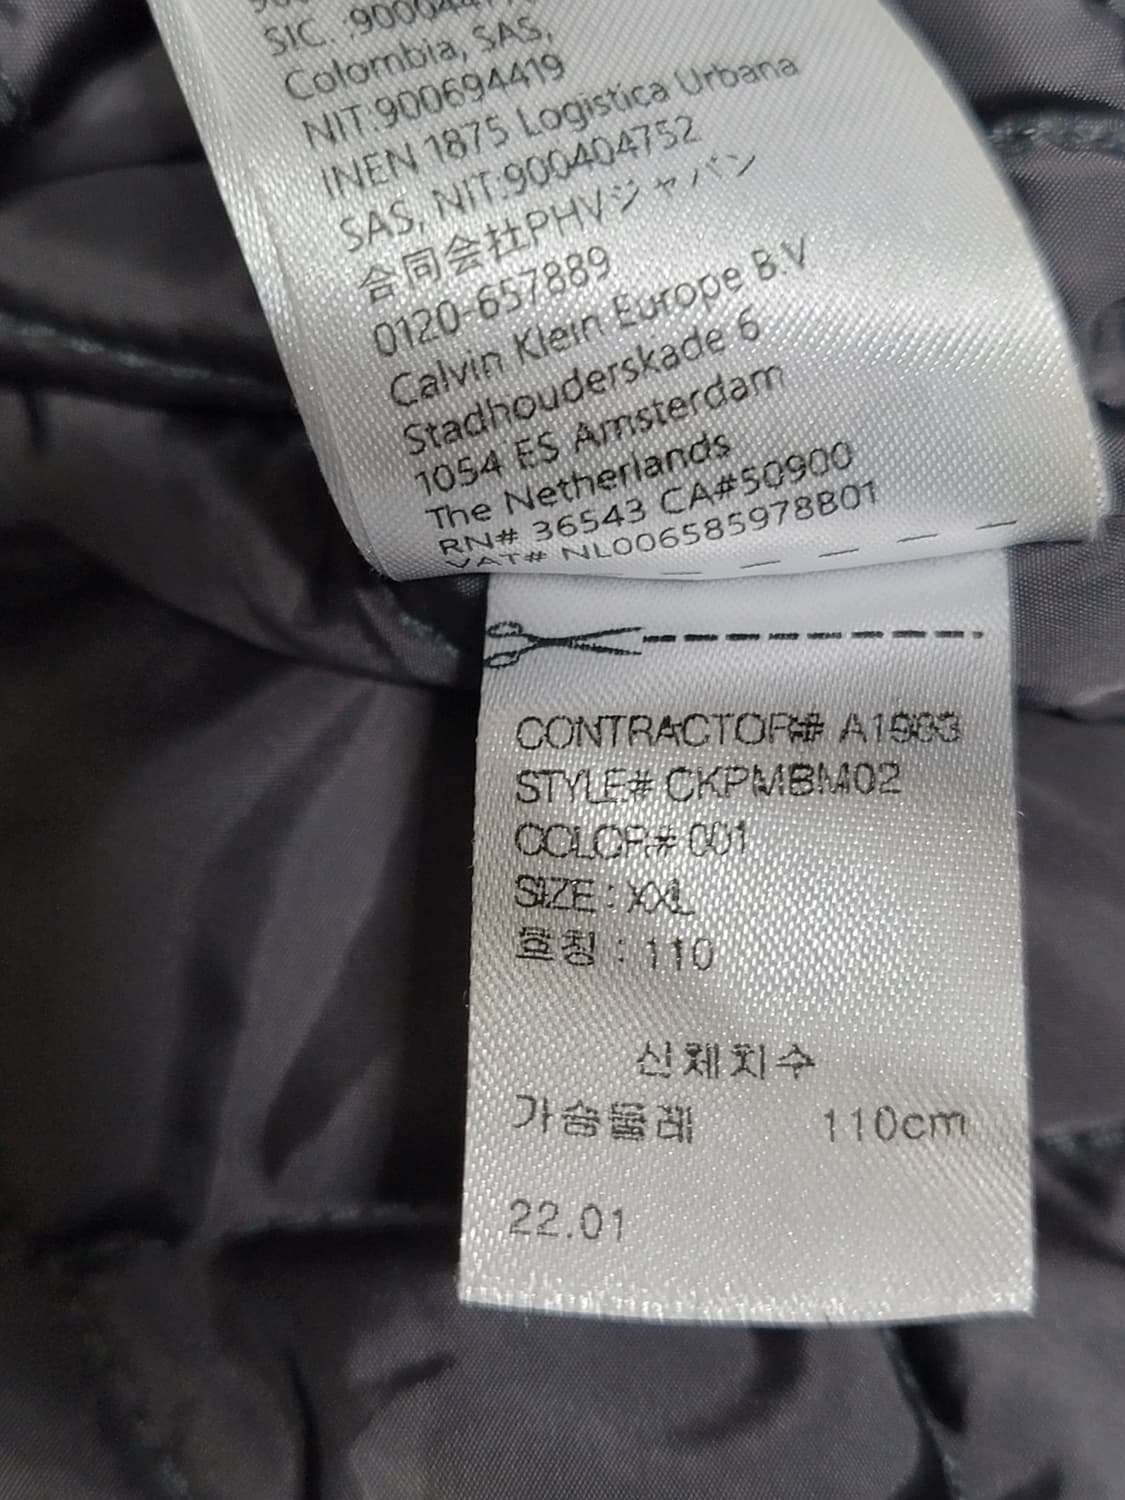 Colombia, SAS,
NIT:900694419
INEN 1875 Logistica Urbana
SAS, NIT:900404752
合同会社PHVジャパン
0120-657889
Calvin Klein Europe B.V
Stadhouderskade 6
1054 ES Amsterdam
The Netherlands
RN# 36543 CA#50900
VAT# NL006585978B01
CONTRACTOR# A1983
STYLE# CKPMBM02
COLOR# 001
SIZE : XXL
호칭 : 110
신체치수
가슴둘레 110cm
22.01